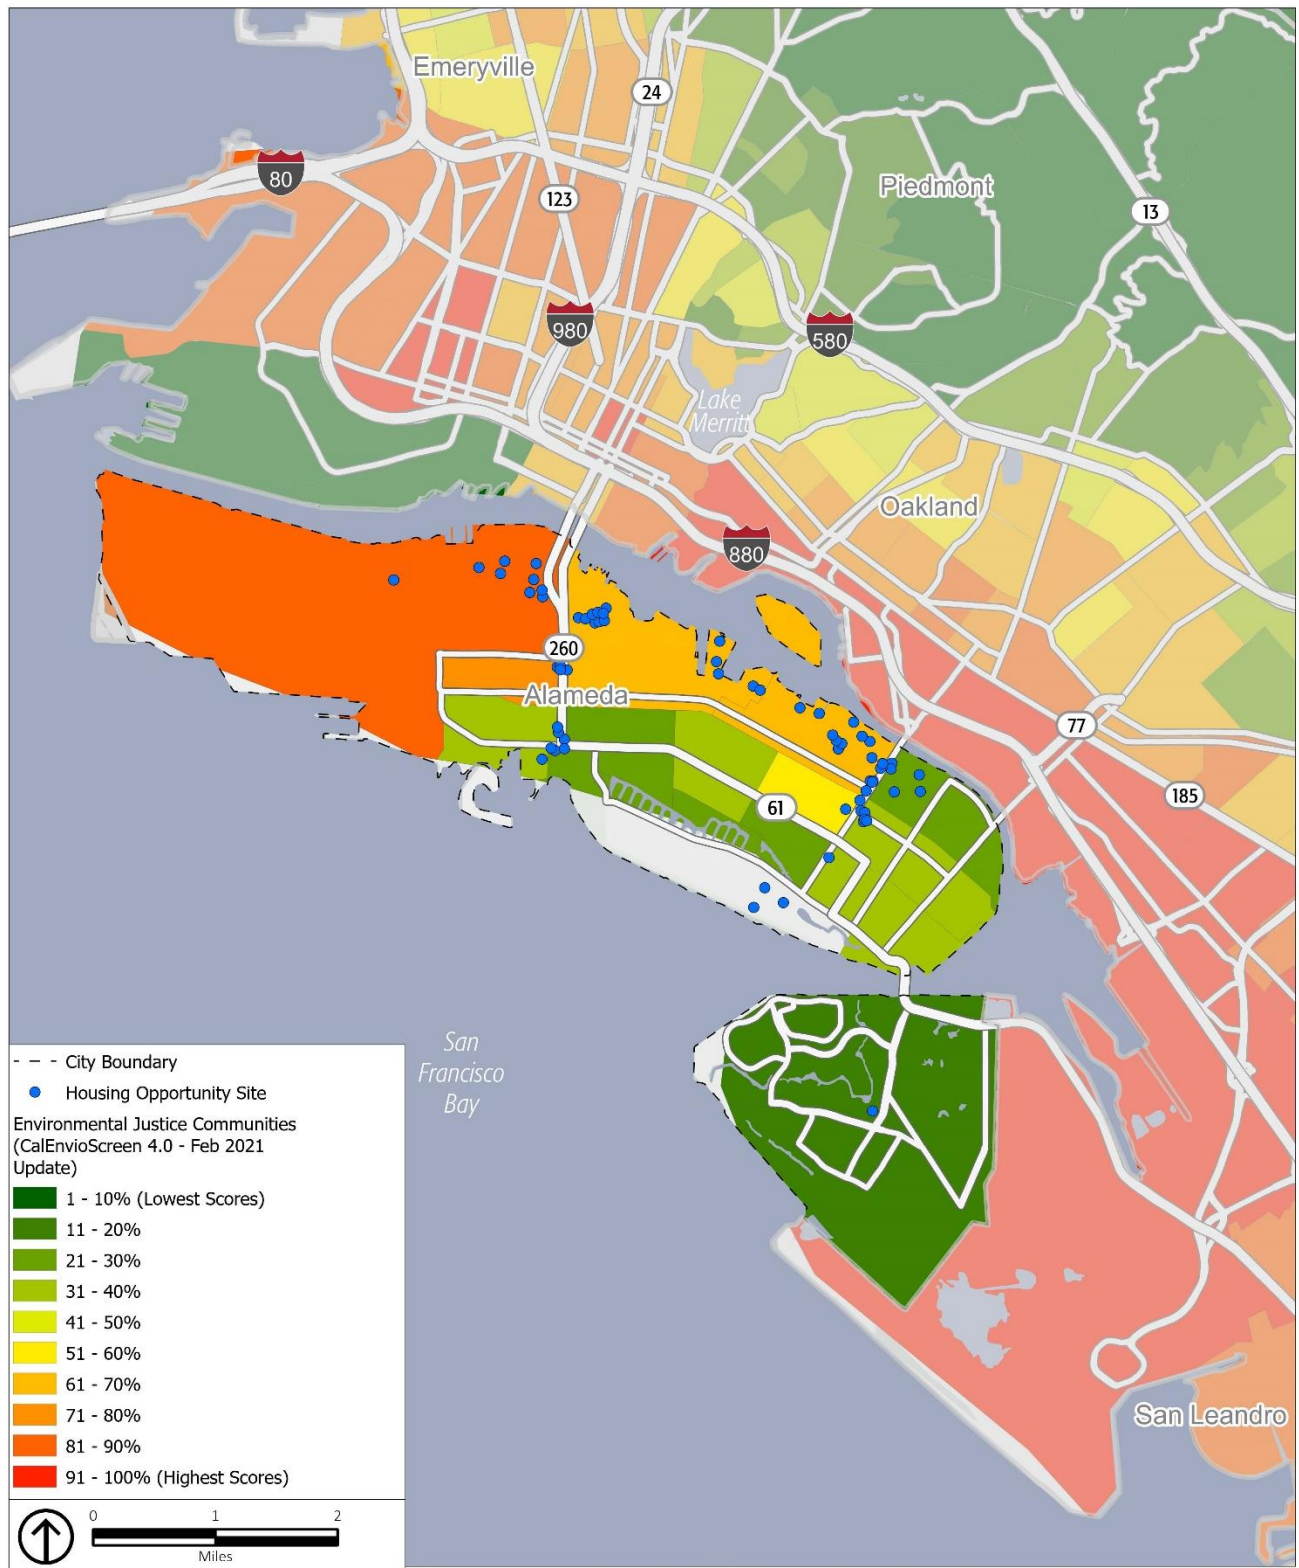 Emeryville
24
80
Piedmont
123
13
980
580
Lake
Merritt
Oakland
880
260
Alameda
77
61
185
San
Francisco
Bay
San Leandro
City Boundary
Housing Opportunity Site
Environmental Justice Communities
(CalEnvioScreen 4.0 - Feb 2021
Update)
1 - 10% (Lowest Scores)
11 - 20%
21 - 30%
31 - 40%
41 - 50%
51 - 60%
61 - 70%
71 - 80%
81 - 90%
91 - 100% (Highest Scores)
0 1 2
Miles